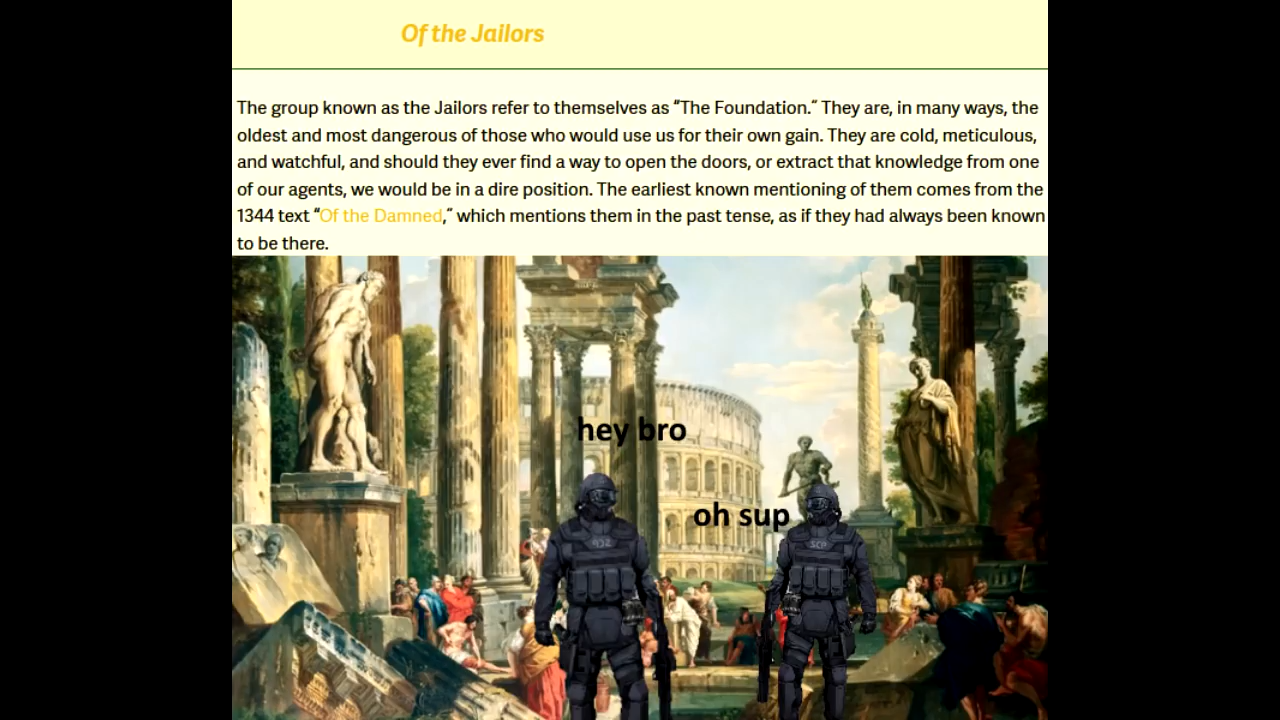 Of the Jailors
The group known as the Jailors refer to themselves as “The Foundation.” They are, in many ways, the
oldest and most dangerous of those who would use us for their own gain. They are cold, meticulous,
and watchful, and should they ever find a way to open the doors, or extract that knowledge from one
of our agents, we would be in a dire position. The earliest known mentioning of them comes from the
1344 text “Of the Damned,” which mentions them in the past tense, as if they had always been known
to be there.
hey bro
oh sup
SCP
SCP